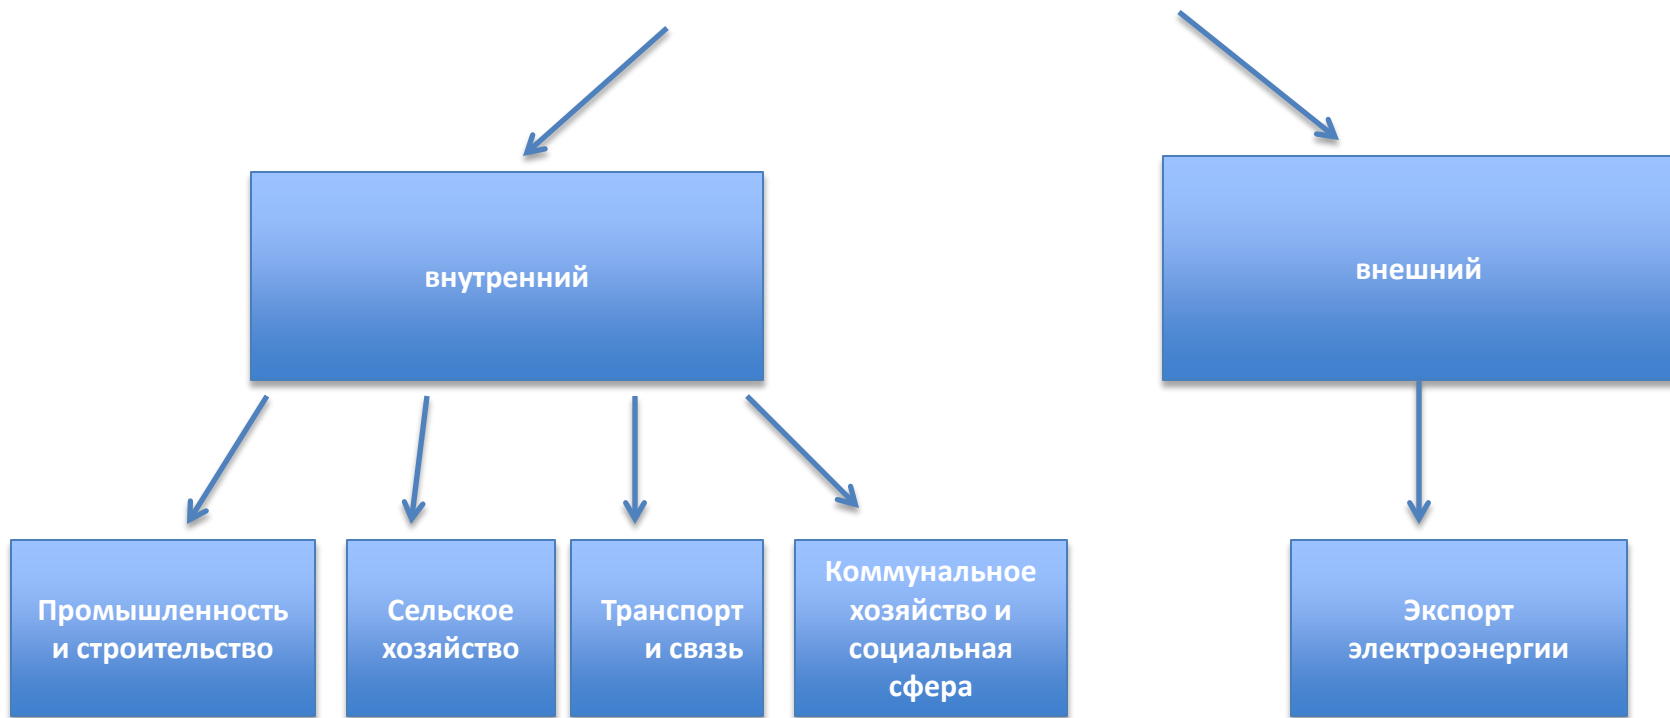 внутренний
внешний
Промышленность
и строительство
Сельское
хозяйство
Транспорт
и связь
Коммунальное
хозяйство и
социальная
сфера
Экспорт
электроэнергии